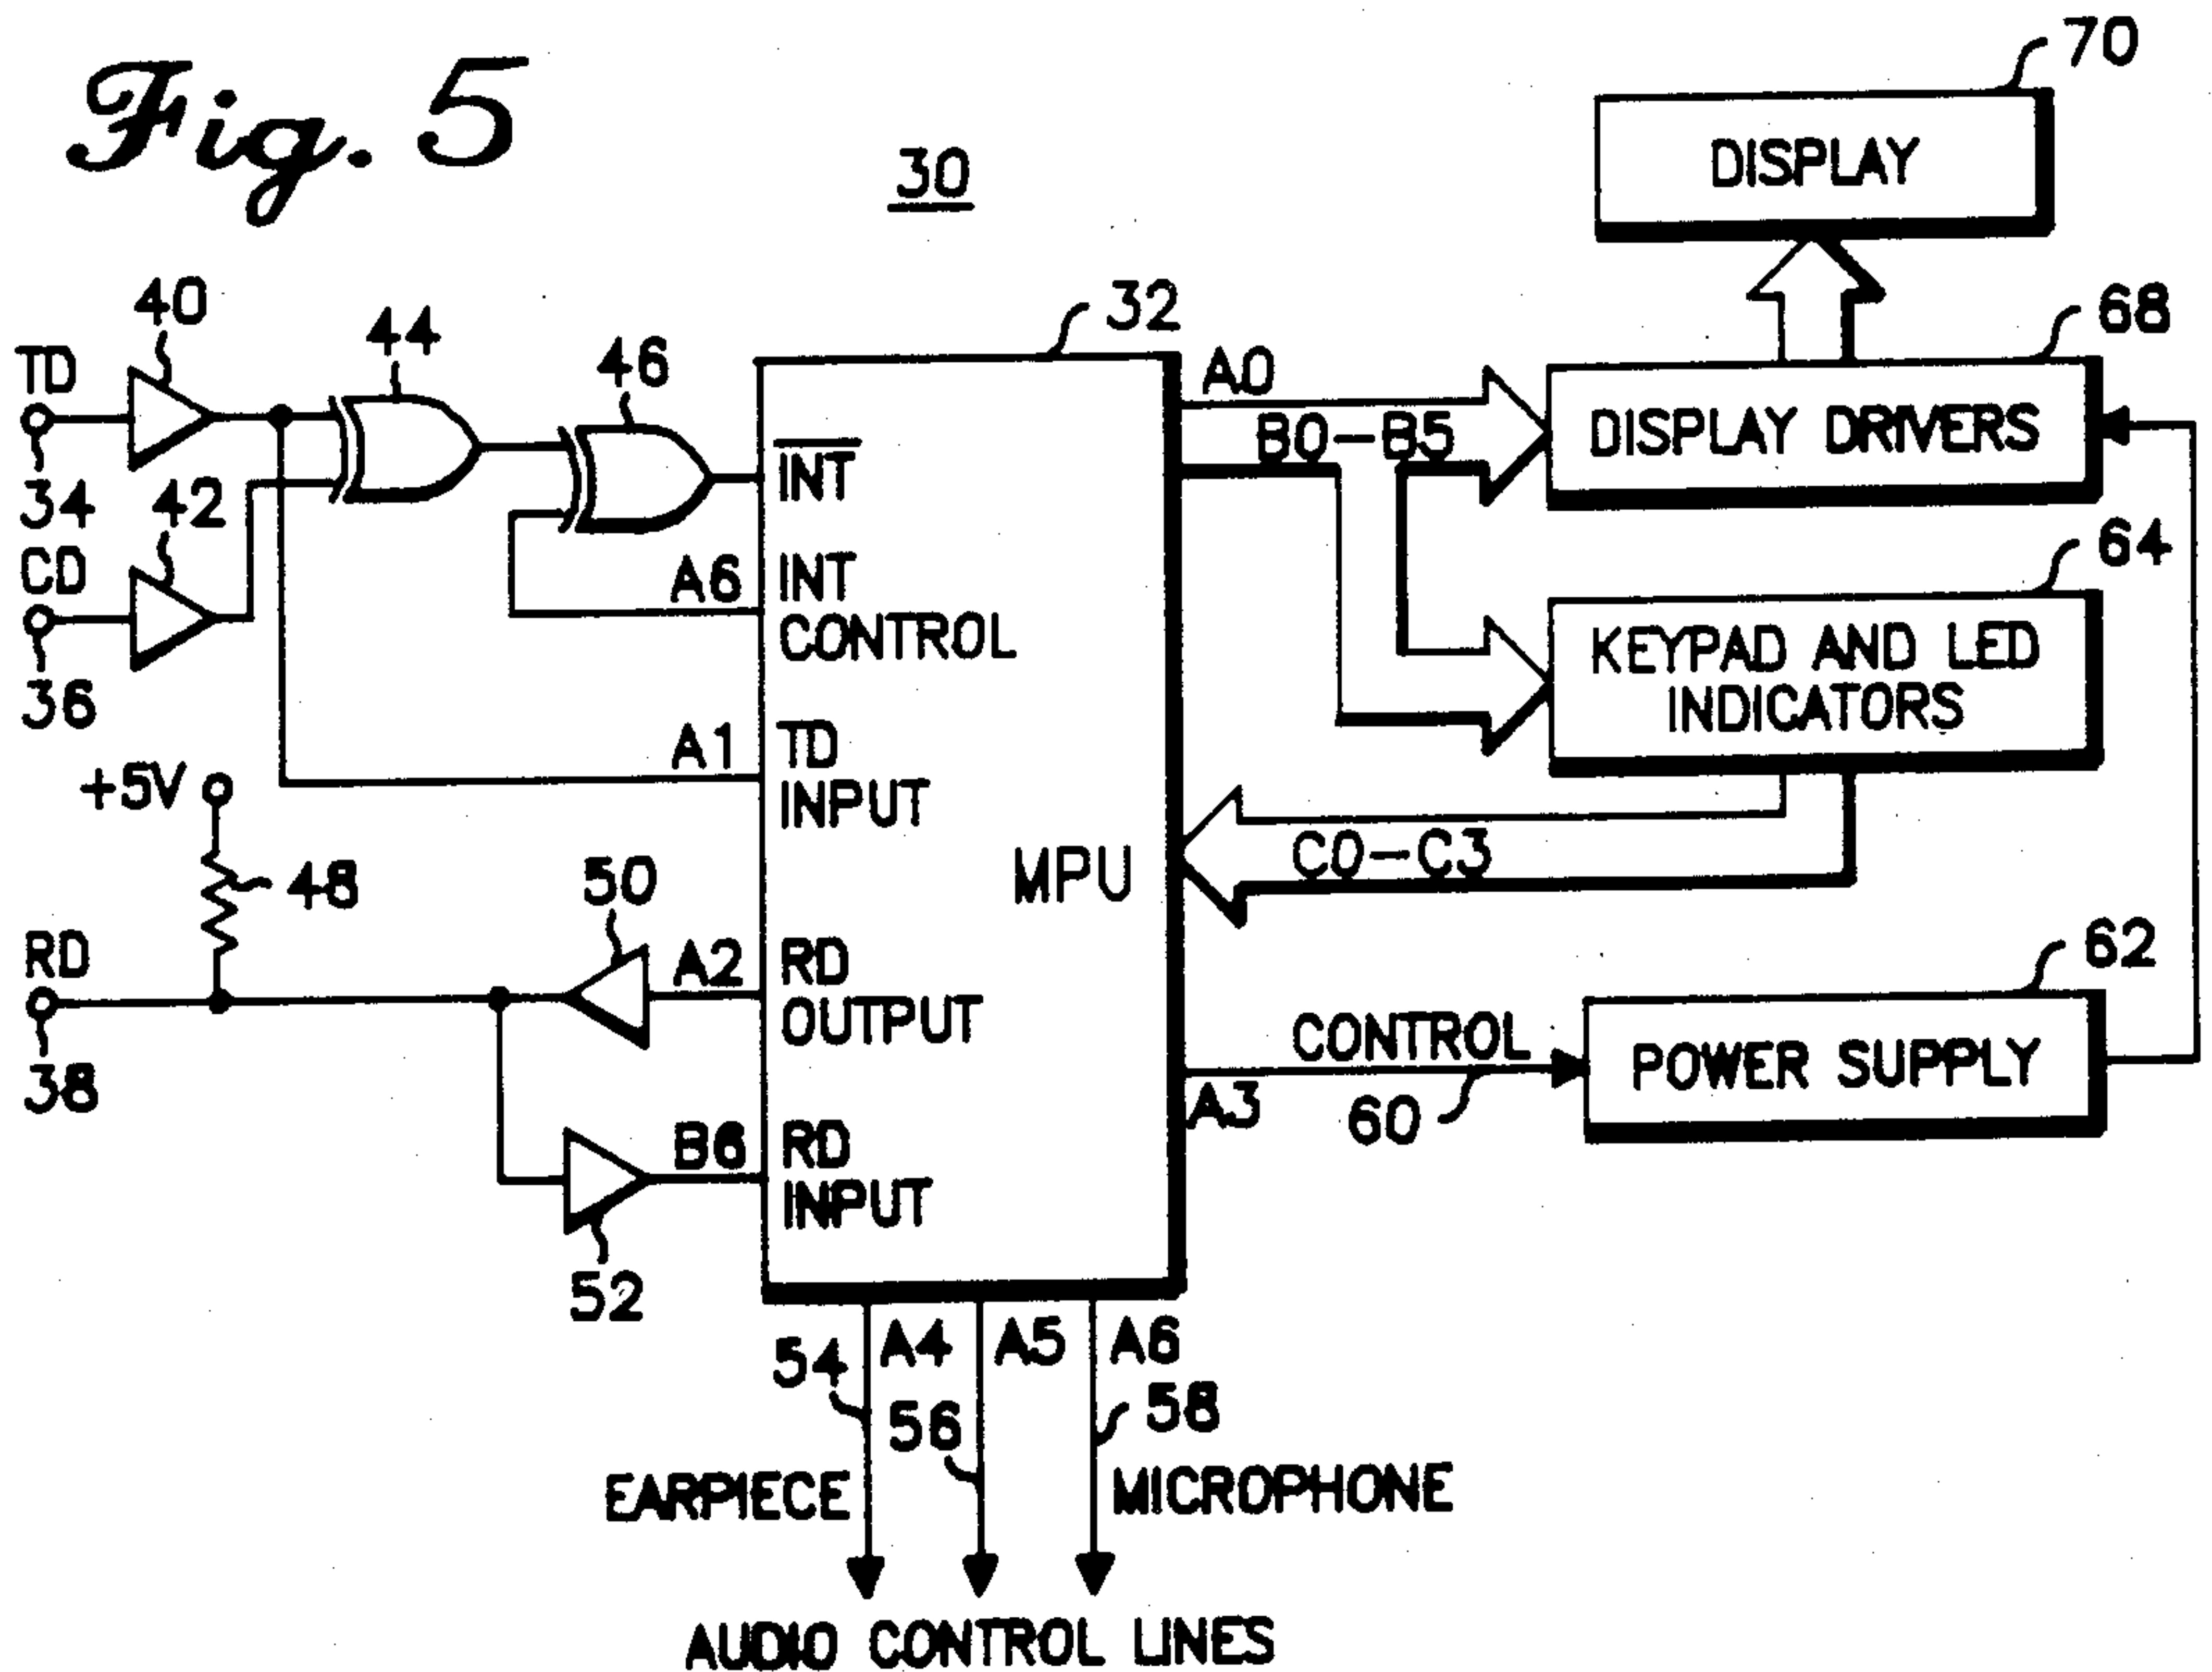 Fig. 5
30
70
DISPLAY
40
44
46
32
68
TD
34
A0
B0-B5
DISPLAY DRIVERS
INT
42
CD
36
A6
INT
CONTROL
64
KEYPAD AND LED
INDICATORS
A1
TD
INPUT
+5V
48
MPU
C0-C3
50
RD
38
A2
RD
OUTPUT
62
CONTROL
A3
60
POWER SUPPLY
B6
RD
INPUT
52
54
A4
A5
A6
56
58
EARPIECE
MICROPHONE
AUDIO CONTROL LINES